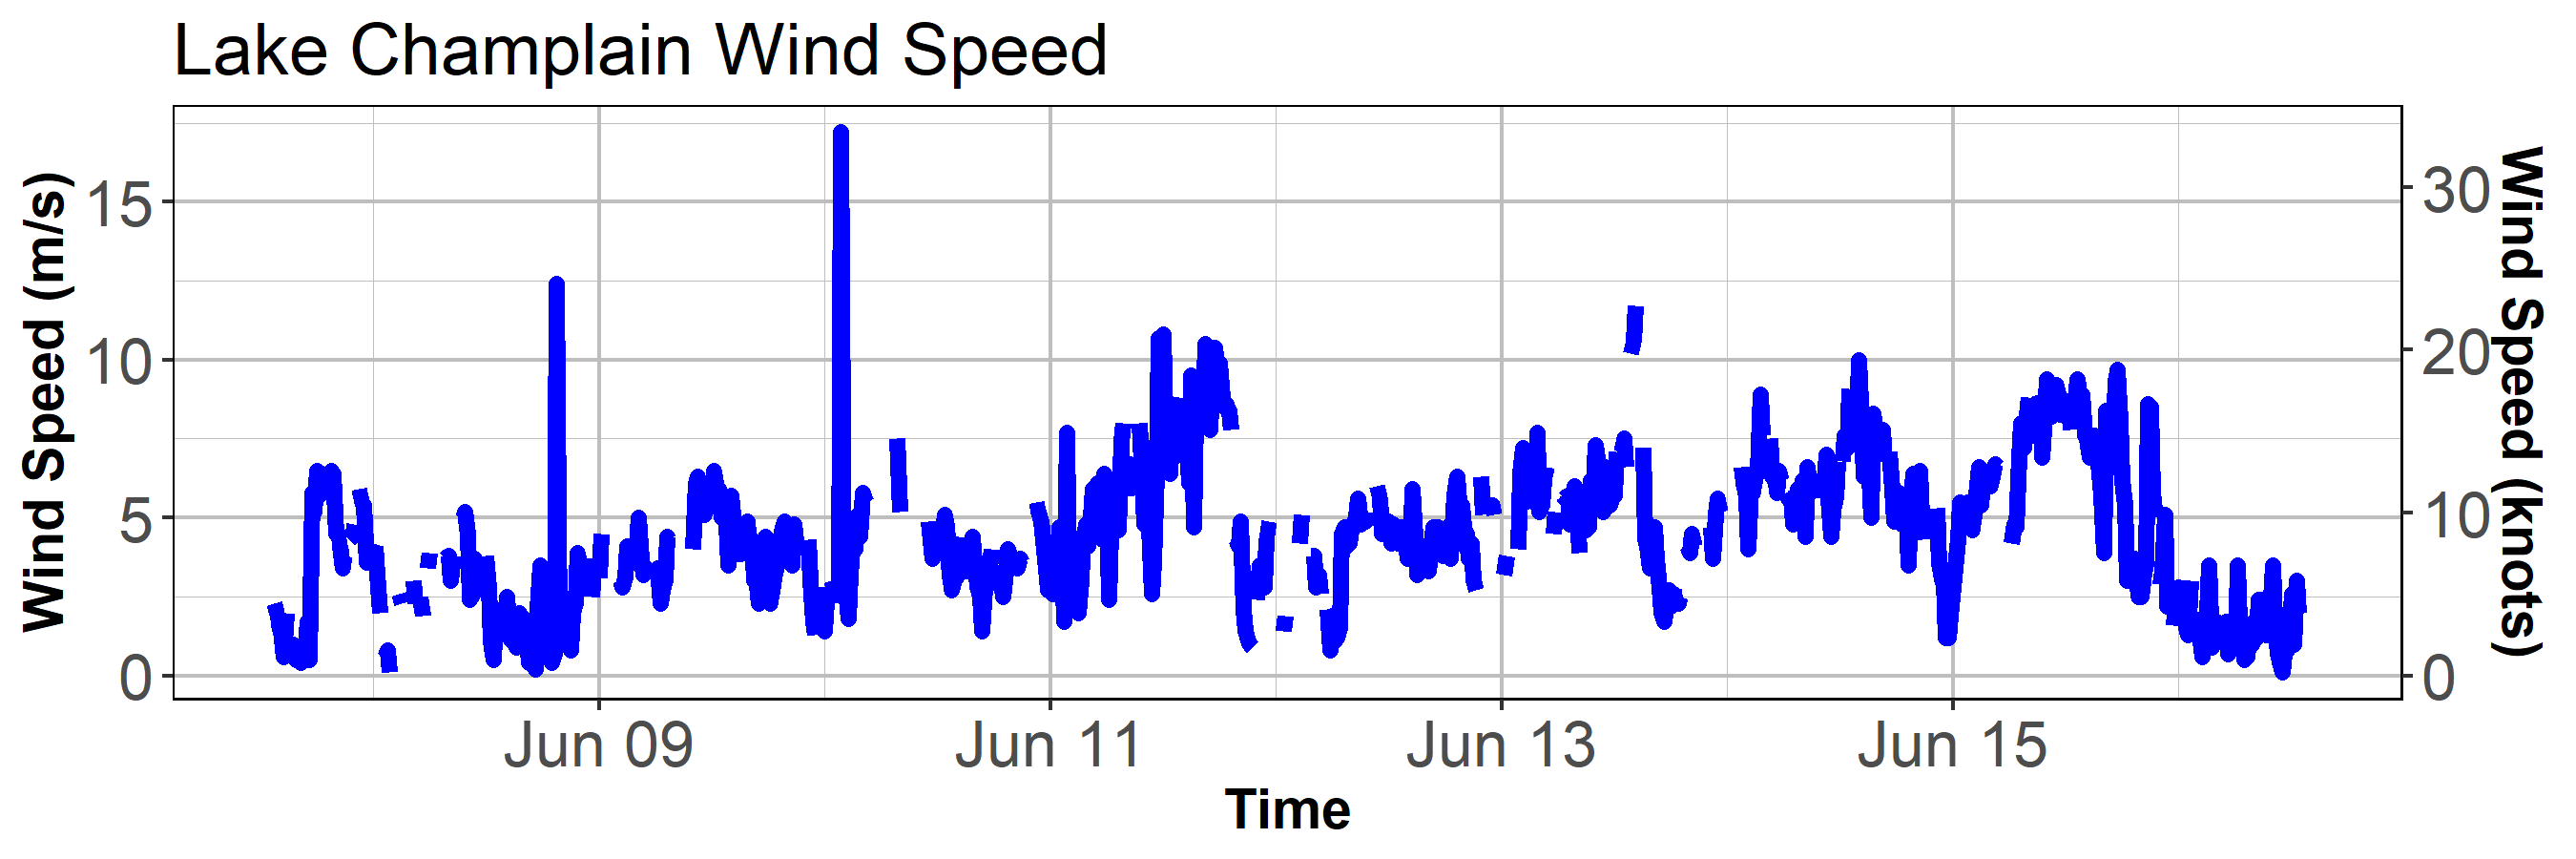 Lake Champlain Wind Speed
Wind Speed (m/s)
15
10
5
0
30
20
10
0
Wind Speed (knots)
Jun 09
Jun 11
Jun 13
Jun 15
Time